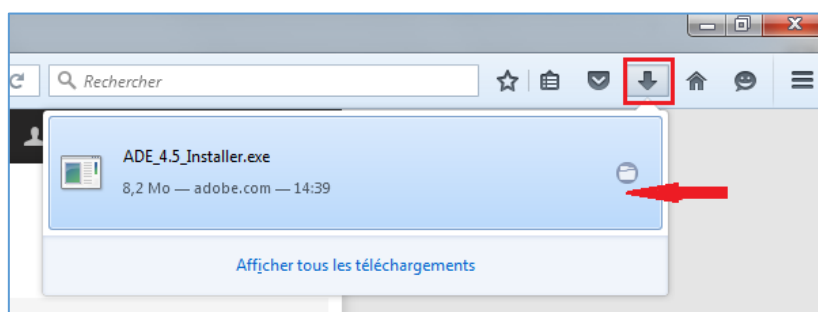 Rechercher
ADE_4.5_Installer.exe
8,2 Mo — adobe.com — 14:39
Afficher tous les téléchargements